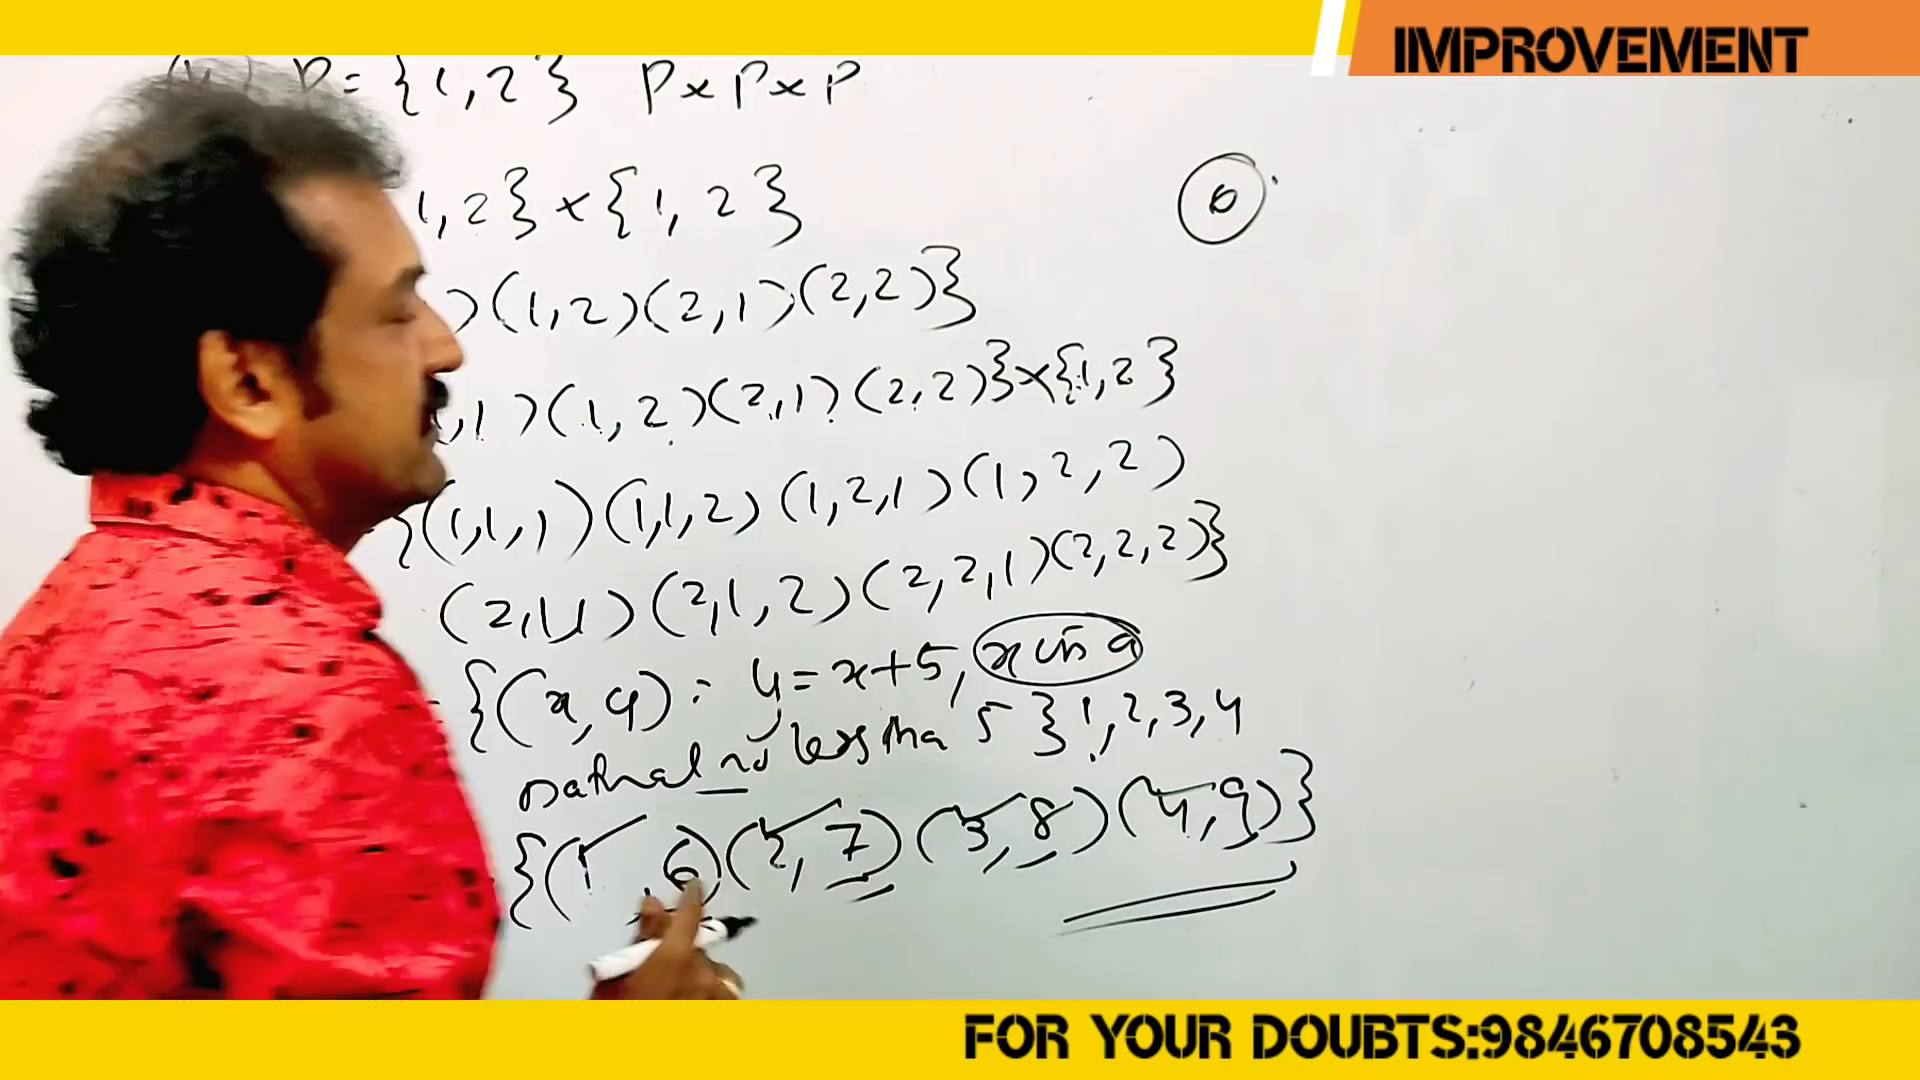 IMPROVEMENT
P = {1, 2} P×P×P
1, 2} × {1, 2}
6
) (1, 2) (2, 1) (2, 2)}
, 1) (1, 2) (2, 1) (2, 2)} × {1, 2}
{(1, 1, 1) (1, 1, 2) (1, 2, 1) (1, 2, 2)
(2, 1, 1) (2, 1, 2) (2, 2, 1) (2, 2, 2)}
{(x, y) : y = x+5, x is a
natural no less than 5} 1, 2, 3, 4
{(1, 6) (2, 7) (3, 8) (4, 9)}
FOR YOUR DOUBTS:9846708543